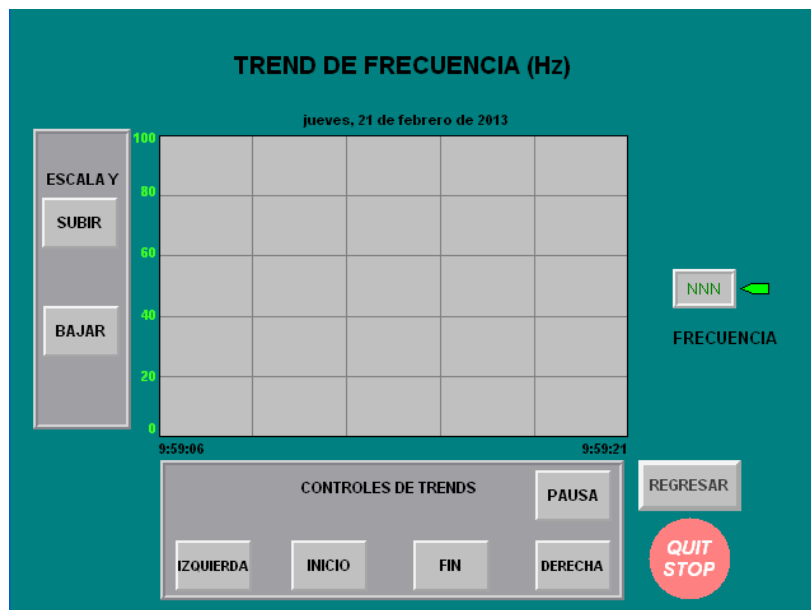 TREND DE FRECUENCIA (Hz)
jueves, 21 de febrero de 2013
100
80
60
40
20
0
ESCALA Y
SUBIR
BAJAR
NNN
FRECUENCIA
9:59:06
9:59:21
CONTROLES DE TRENDS
PAUSA
IZQUIERDA
INICIO
FIN
DERECHA
REGRESAR
QUIT
STOP